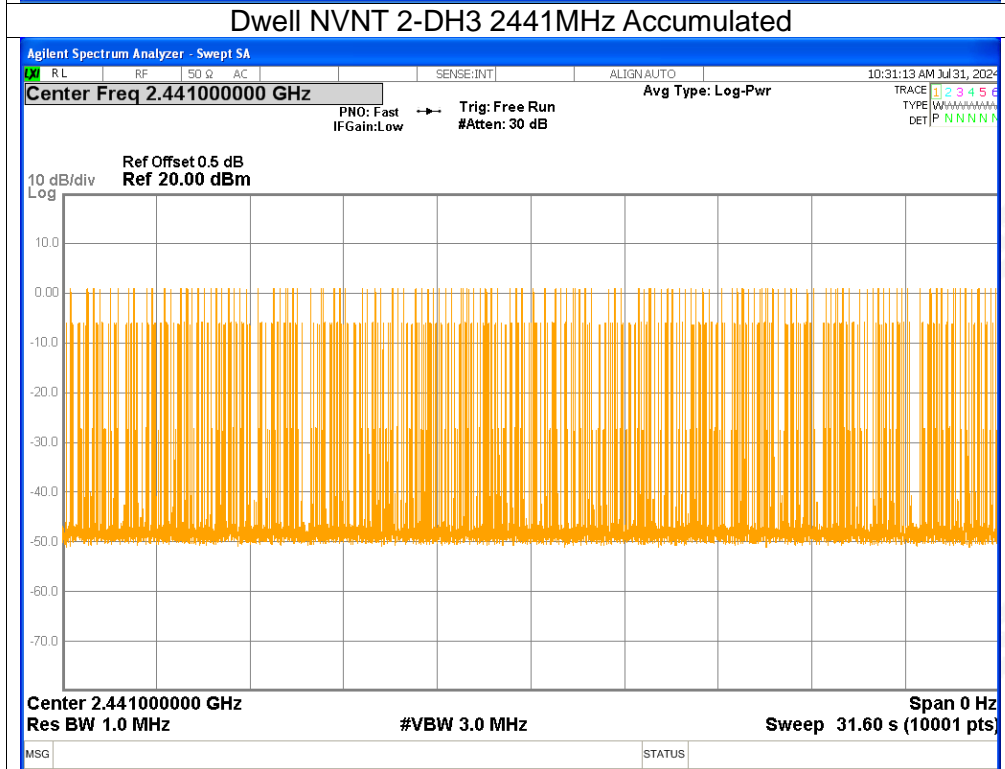 Dwell NVNT 2-DH3 2441MHz Accumulated
Agilent Spectrum Analyzer - Swept SA
LXI RL RF 50 Ω AC SENSE:INT ALIGN AUTO 10:31:13 AM Jul 31, 2024
Center Freq 2.441000000 GHz Avg Type: Log-Pwr TRACE 1 2 3 4 5 6
PNO: Fast Trig: Free Run TYPE
IFGain:Low #Atten: 30 dB DET P N N N N N
Ref Offset 0.5 dB
10 dB/div Ref 20.00 dBm
Log
10.0
0.00
-10.0
-20.0
-30.0
-40.0
-50.0
-60.0
-70.0
Center 2.441000000 GHz Span 0 Hz
Res BW 1.0 MHz #VBW 3.0 MHz Sweep 31.60 s (10001 pts)
MSG STATUS